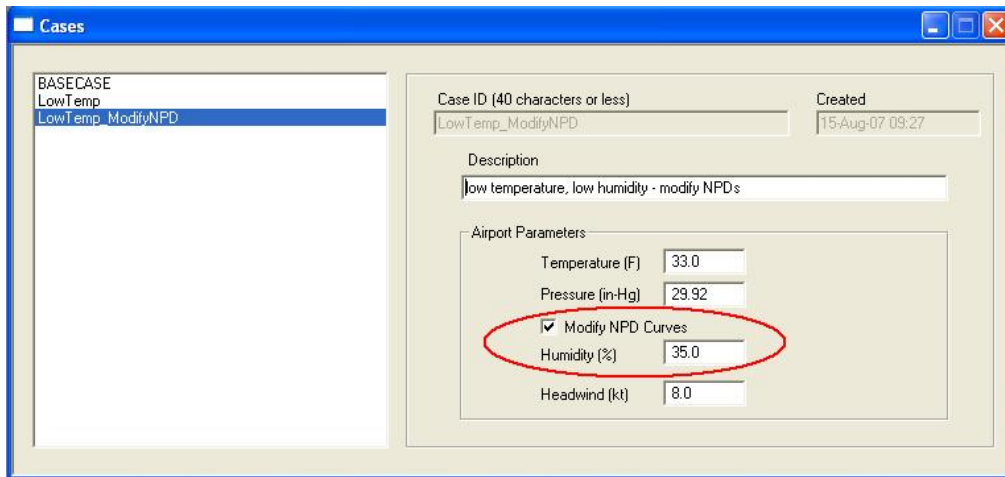 Cases
BASECASE
LowTemp
LowTemp_ModifyNPD
Case ID (40 characters or less)
Created
LowTemp_ModifyNPD
15-Aug-07 09:27
Description
low temperature, low humidity - modify NPDs
Airport Parameters
Temperature (F) 33.0
Pressure (in-Hg) 29.92
Modify NPD Curves
Humidity (%) 35.0
Headwind (kt) 8.0